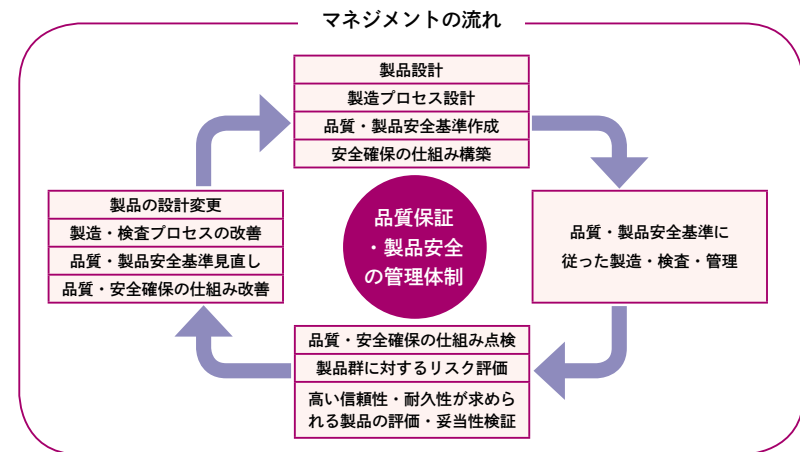 マネジメントの流れ
製品設計
製造プロセス設計
品質・製品安全基準作成
安全確保の仕組み構築
品質・製品安全基準に
従った製造・検査・管理
品質・安全確保の仕組み点検
製品群に対するリスク評価
高い信頼性・耐久性が求めら
れる製品の評価・妥当性検証
製品の設計変更
製造・検査プロセスの改善
品質・製品安全基準見直し
品質・安全確保の仕組み改善
品質保証
・製品安全
の管理体制